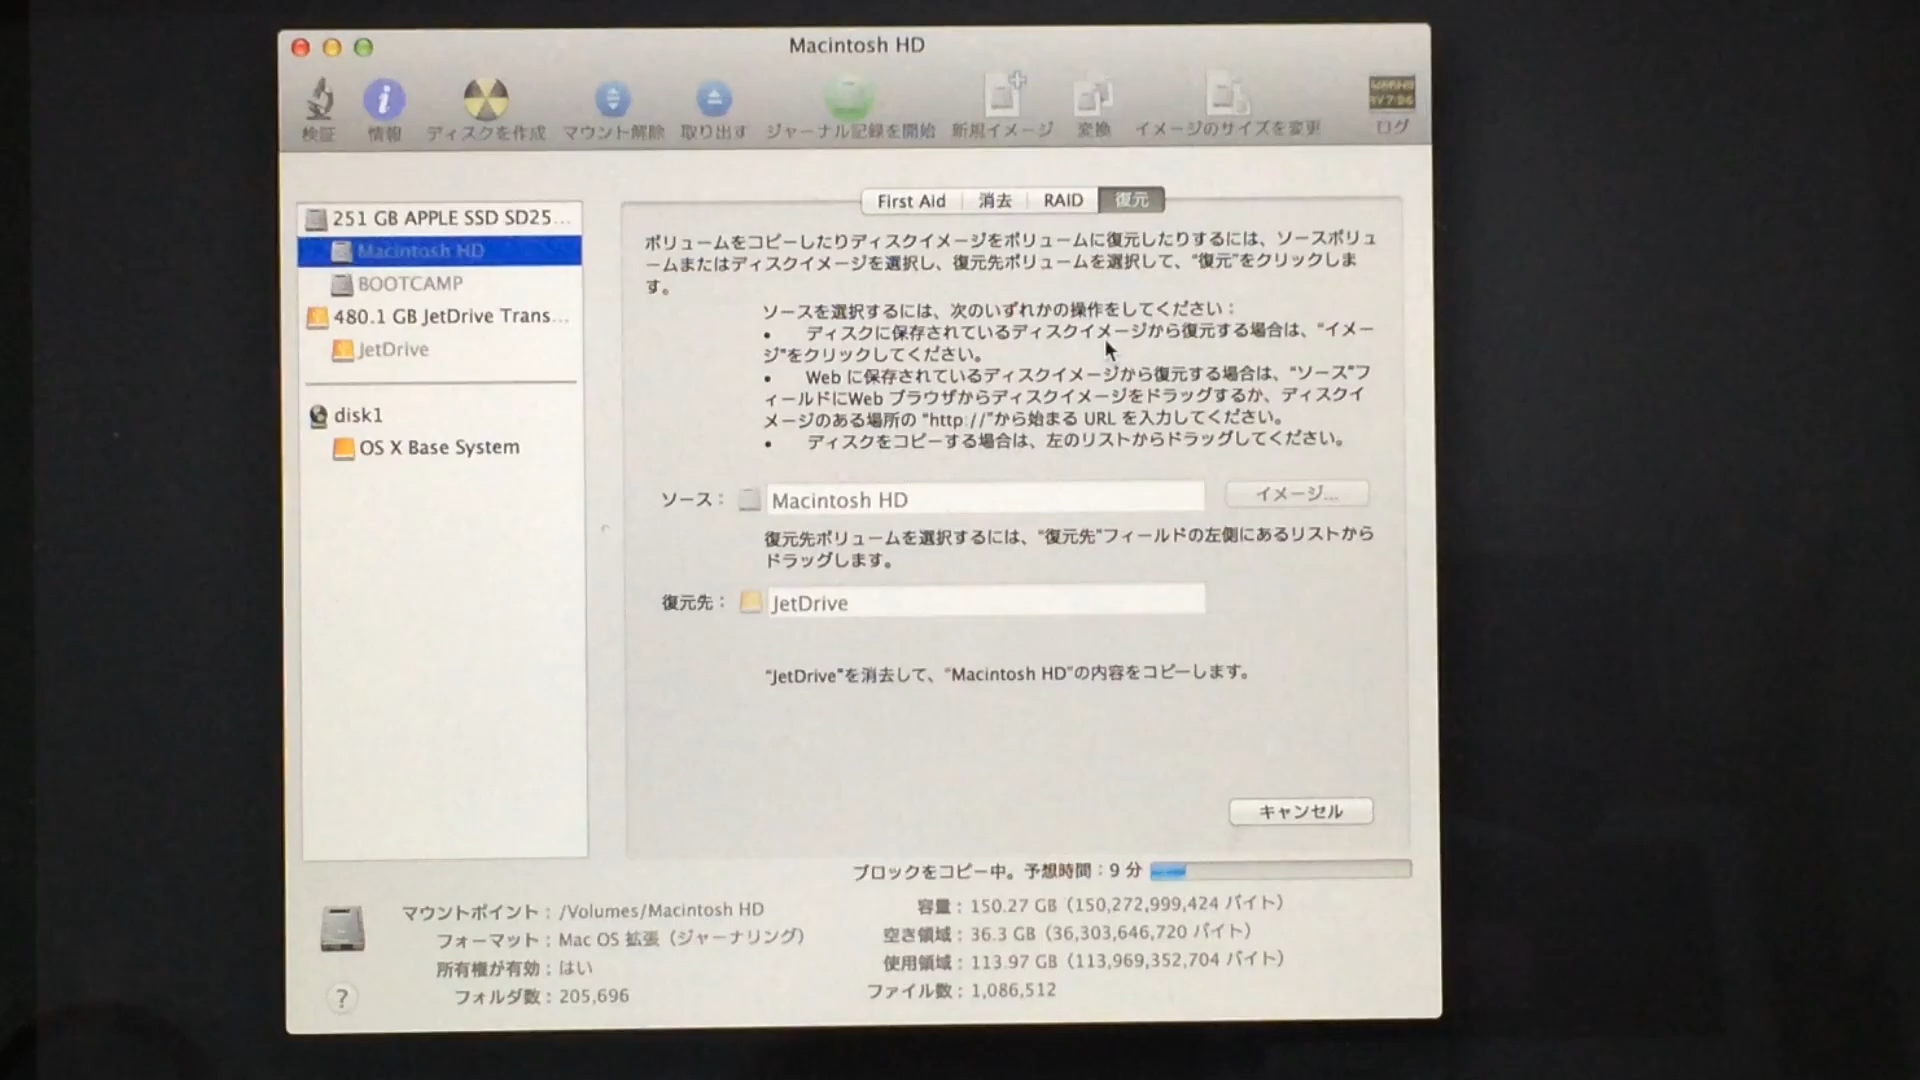 Macintosh HD
検証 情報 ディスクを作成 マウント解除 取り出す ジャーナル記録を開始 新規イメージ 変換 イメージのサイズを変更 ログ
First Aid 消去 RAID 復元
251 GB APPLE SSD SD25...
Macintosh HD
BOOTCAMP
480.1 GB JetDrive Trans...
JetDrive
disk1
OS X Base System
ボリュームをコピーしたりディスクイメージをボリュームに復元したりするには、ソースボリュ
ームまたはディスクイメージを選択し、復元先ボリュームを選択して、“復元”をクリックしま
す。
ソースを選択するには、次のいずれかの操作をしてください：
• ディスクに保存されているディスクイメージから復元する場合は、“イメー
ジ”をクリックしてください。
• Web に保存されているディスクイメージから復元する場合は、“ソース”フ
ィールドにWeb ブラウザからディスクイメージをドラッグするか、ディスクイ
メージのある場所の “http://”から始まる URL を入力してください。
• ディスクをコピーする場合は、左のリストからドラッグしてください。
ソース： Macintosh HD イメージ...
復元先ボリュームを選択するには、“復元先”フィールドの左側にあるリストから
ドラッグします。
復元先： JetDrive
“JetDrive”を消去して、“Macintosh HD”の内容をコピーします。
キャンセル
ブロックをコピー中。予想時間：9 分
マウントポイント：/Volumes/Macintosh HD
フォーマット：Mac OS 拡張（ジャーナリング）
所有権が有効：はい
フォルダ数：205,696
容量：150.27 GB（150,272,999,424 バイト）
空き領域：36.3 GB（36,303,646,720 バイト）
使用領域：113.97 GB（113,969,352,704 バイト）
ファイル数：1,086,512
?